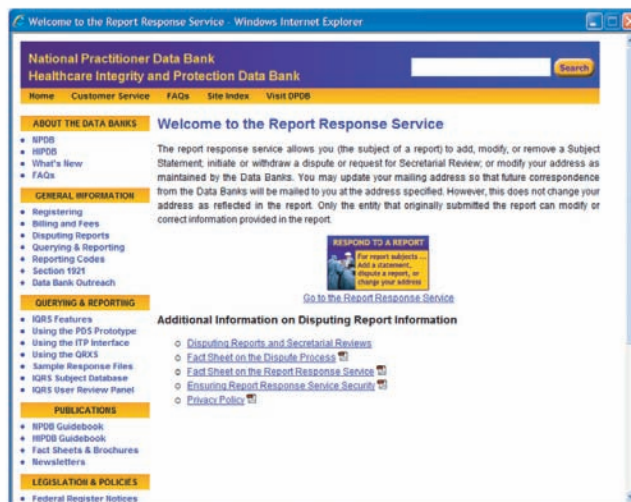 Welcome to the Report Response Service - Windows Internet Explorer
National Practitioner Data Bank
Healthcare Integrity and Protection Data Bank
Search
Home Customer Service FAQs Site Index Visit DPDB
ABOUT THE DATA BANKS
NPDB
HIPDB
What's New
FAQs
GENERAL INFORMATION
Registering
Billing and Fees
Disputing Reports
Querying & Reporting
Reporting Codes
Section 1921
Data Bank Outreach
QUERYING & REPORTING
IQRS Features
Using the PDS Prototype
Using the ITP Interface
Using the QRXS
Sample Response Files
IQRS Subject Database
IQRS User Review Panel
PUBLICATIONS
NPDB Guidebook
HIPDB Guidebook
Fact Sheets & Brochures
Newsletters
LEGISLATION & POLICIES
Federal Register Notices
Welcome to the Report Response Service
The report response service allows you (the subject of a report) to add, modify, or remove a Subject
Statement; initiate or withdraw a dispute or request for Secretarial Review; or modify your address as
maintained by the Data Banks. You may update your mailing address so that future correspondence
from the Data Banks will be mailed to you at the address specified. However, this does not change your
address as reflected in the report. Only the entity that originally submitted the report can modify or
correct information provided in the report.
RESPOND TO A REPORT
For report subjects ...
Add a statement,
dispute a report, or
change your address
Go to the Report Response Service
Additional Information on Disputing Report Information
Disputing Reports and Secretarial Reviews
Fact Sheet on the Dispute Process
Fact Sheet on the Report Response Service
Ensuring Report Response Service Security
Privacy Policy